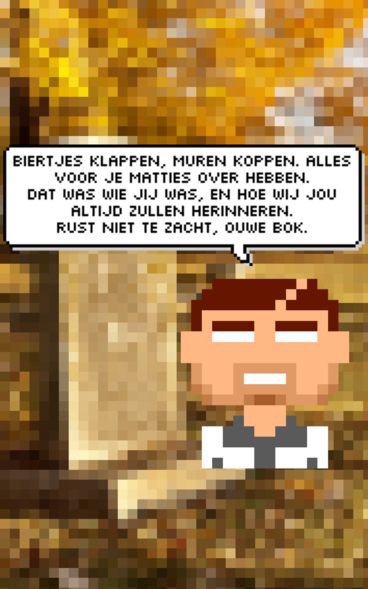 BIERTJES KLAPPEN, MUREN KOPPEN. ALLES
VOOR JE MATTIES OVER HEBBEN.
DAT WAS WIE JIJ WAS, EN HOE WIJ JOU
ALTIJD ZULLEN HERINNEREN.
RUST NIET TE ZACHT, OUWE BOK.